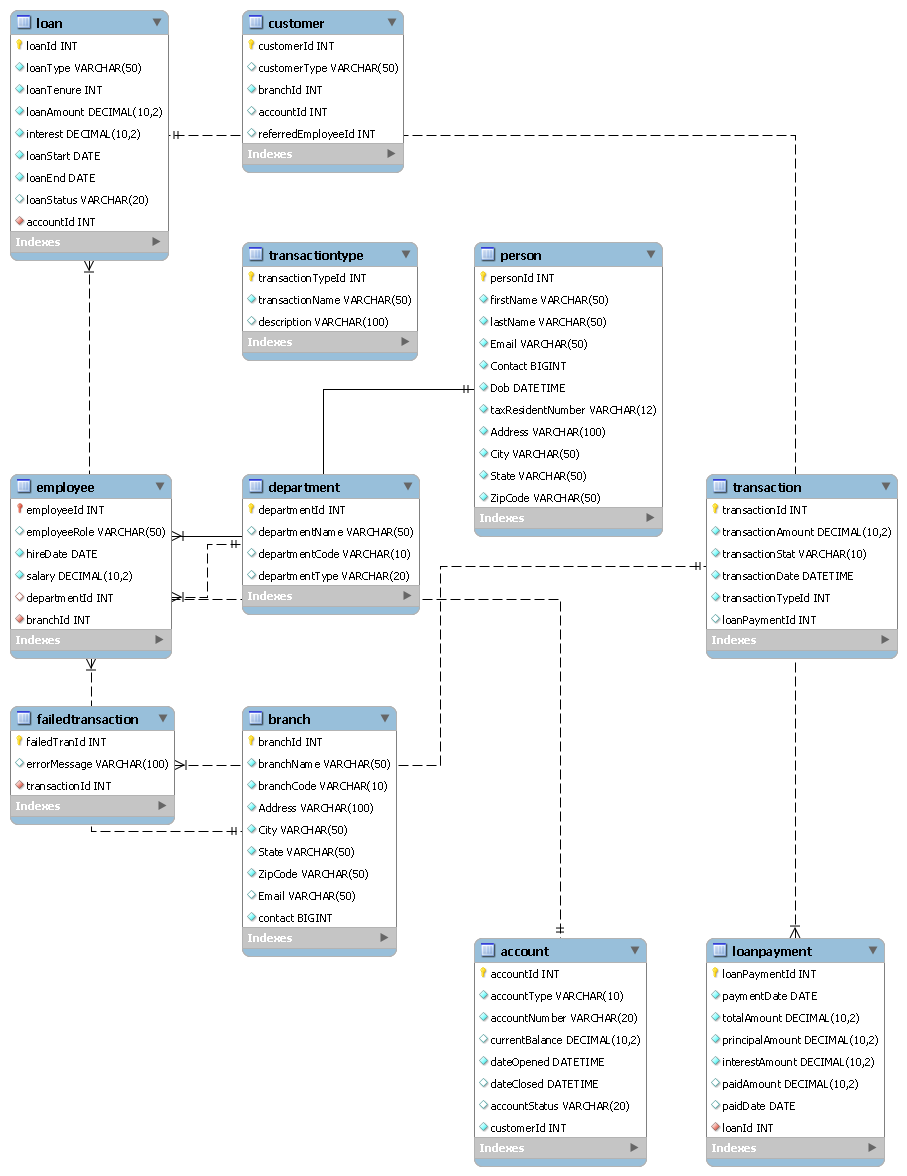 loan
loanId INT
loanType VARCHAR(50)
loanTenure INT
loanAmount DECIMAL(10,2)
interest DECIMAL(10,2)
loanStart DATE
loanEnd DATE
loanStatus VARCHAR(20)
accountId INT
Indexes
customer
customerId INT
customerType VARCHAR(50)
branchId INT
accountId INT
referredEmployeeId INT
Indexes
transactiontype
transactionTypeId INT
transactionName VARCHAR(50)
description VARCHAR(100)
Indexes
person
personId INT
firstName VARCHAR(50)
lastName VARCHAR(50)
Email VARCHAR(50)
Contact BIGINT
Dob DATETIME
taxResidentNumber VARCHAR(12)
Address VARCHAR(100)
City VARCHAR(50)
State VARCHAR(50)
ZipCode VARCHAR(50)
Indexes
employee
employeeId INT
employeeRole VARCHAR(50)
hireDate DATE
salary DECIMAL(10,2)
departmentId INT
branchId INT
Indexes
department
departmentId INT
departmentName VARCHAR(50)
departmentCode VARCHAR(10)
departmentType VARCHAR(20)
Indexes
transaction
transactionId INT
transactionAmount DECIMAL(10,2)
transactionStat VARCHAR(10)
transactionDate DATETIME
transactionTypeId INT
loanPaymentId INT
Indexes
failedtransaction
failedTranId INT
errorMessage VARCHAR(100)
transactionId INT
Indexes
branch
branchId INT
branchName VARCHAR(50)
branchCode VARCHAR(10)
Address VARCHAR(100)
City VARCHAR(50)
State VARCHAR(50)
ZipCode VARCHAR(50)
Email VARCHAR(50)
contact BIGINT
Indexes
account
accountId INT
accountType VARCHAR(10)
accountNumber VARCHAR(20)
currentBalance DECIMAL(10,2)
dateOpened DATETIME
dateClosed DATETIME
accountStatus VARCHAR(20)
customerId INT
Indexes
loanpayment
loanPaymentId INT
paymentDate DATE
totalAmount DECIMAL(10,2)
principalAmount DECIMAL(10,2)
interestAmount DECIMAL(10,2)
paidAmount DECIMAL(10,2)
paidDate DATE
loanId INT
Indexes